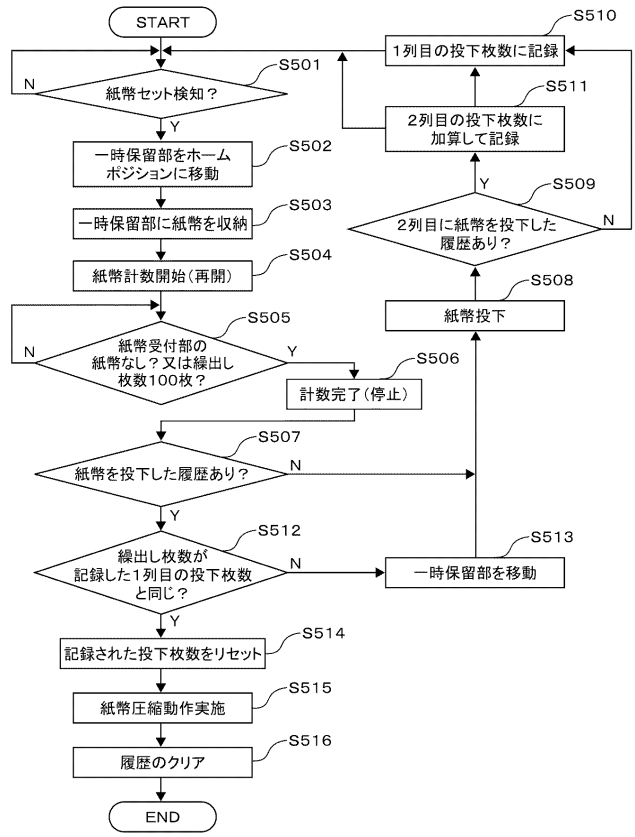 START
S501
紙幣セット検知?
N
Y
S502
一時保留部をホーム
ポジションに移動
S503
一時保留部に紙幣を収納
S504
紙幣計数開始(再開)
S505
紙幣受付部の
紙幣なし?又は繰出し
枚数100枚?
N
Y
S506
計数完了(停止)
S507
紙幣を投下した履歴あり?
N
Y
S512
繰出し枚数が
記録した1列目の投下枚数
と同じ?
N
Y
S513
一時保留部を移動
S508
紙幣投下
S509
2列目に紙幣を投下した
履歴あり?
Y
N
S511
2列目の投下枚数に
加算して記録
S510
1列目の投下枚数に記録
S514
記録された投下枚数をリセット
S515
紙幣圧縮動作実施
S516
履歴のクリア
END